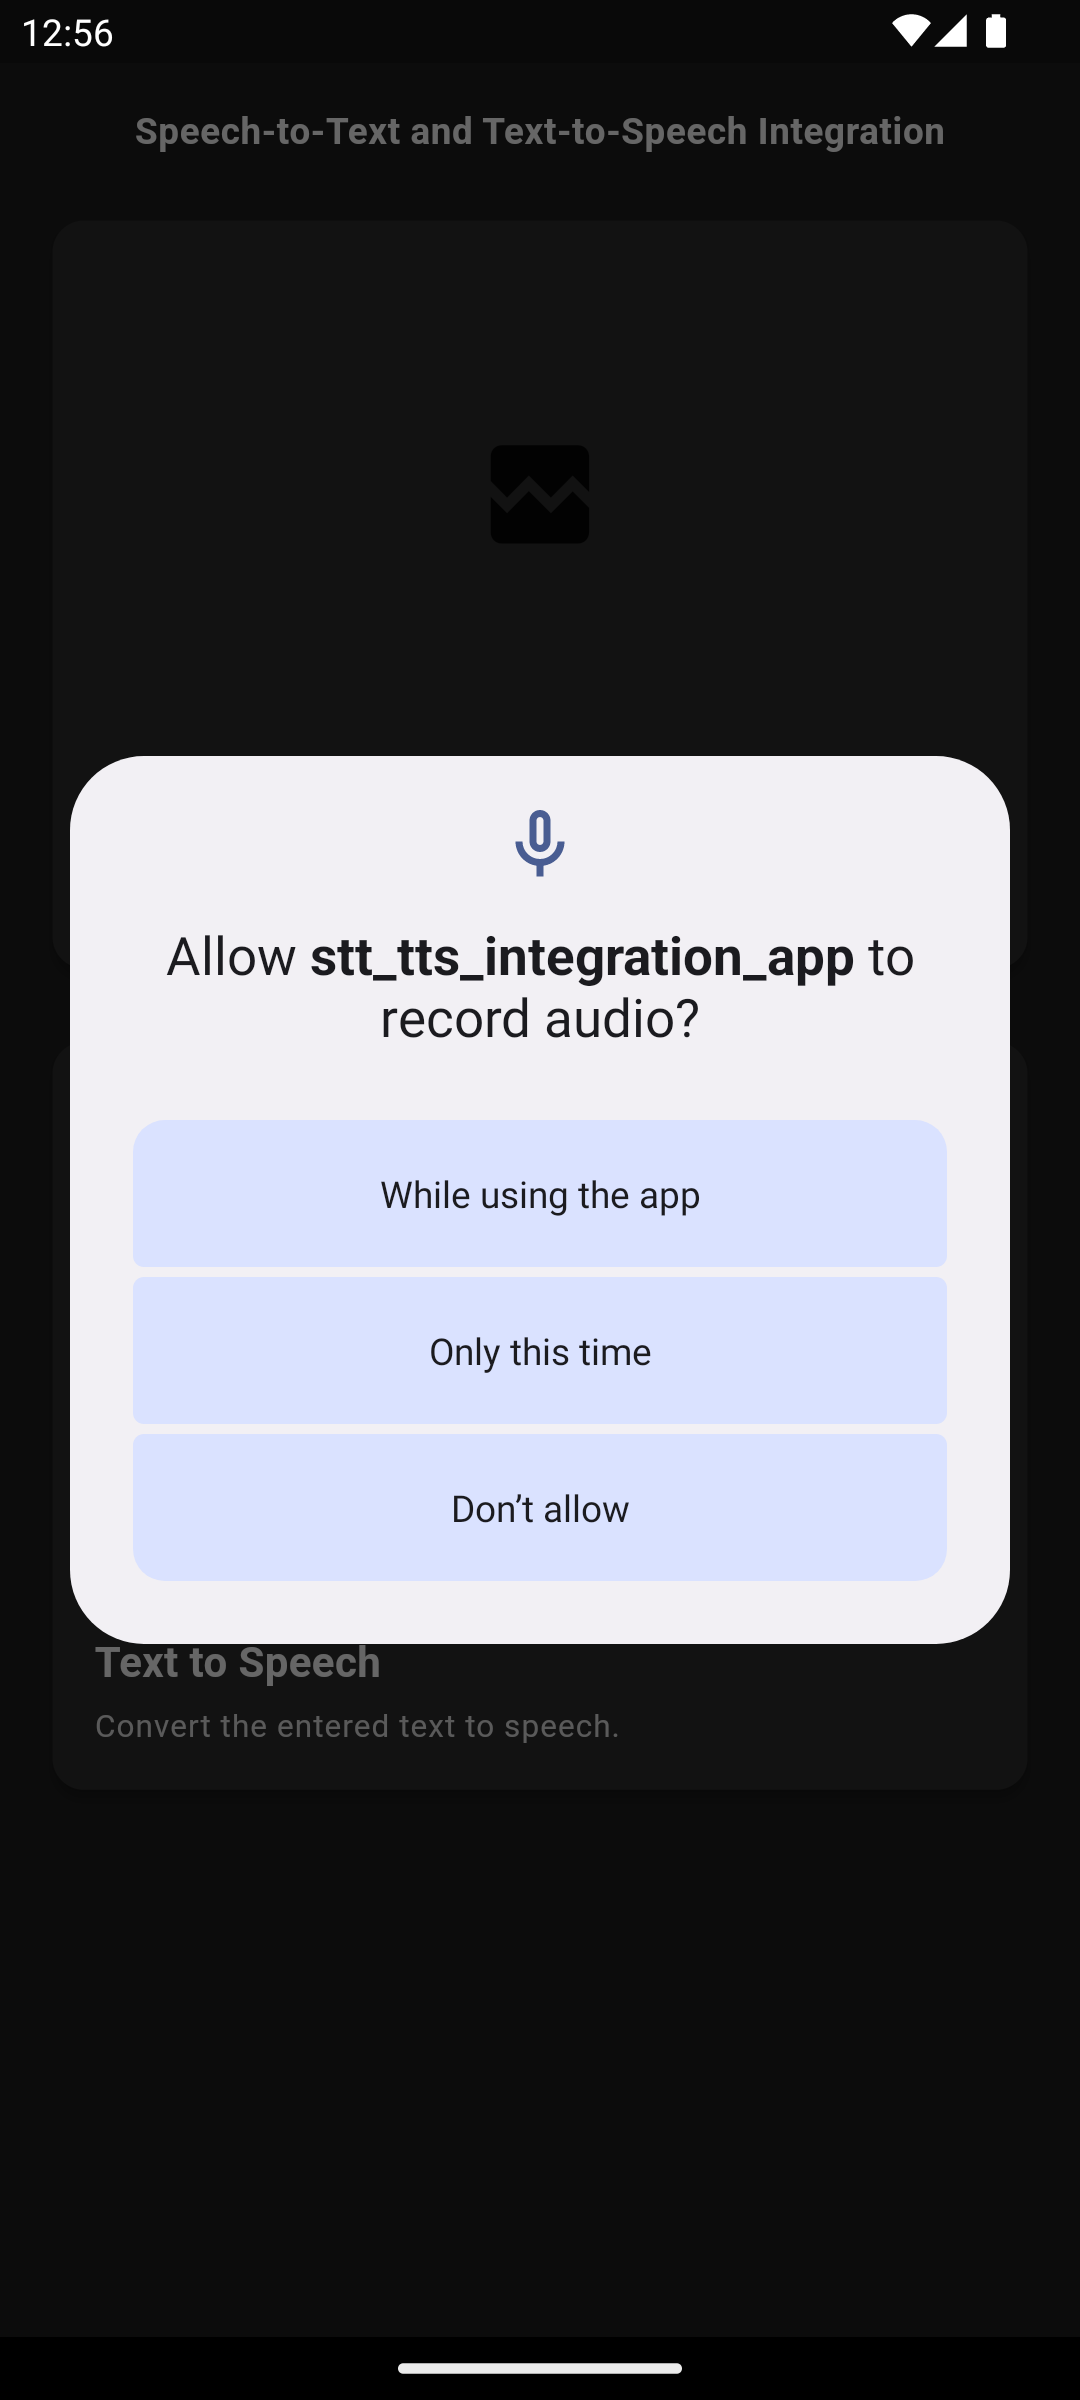 12:56
Speech-to-Text and Text-to-Speech Integration
Allow stt_tts_integration_app to
record audio?
While using the app
Only this time
Don’t allow
Text to Speech
Convert the entered text to speech.